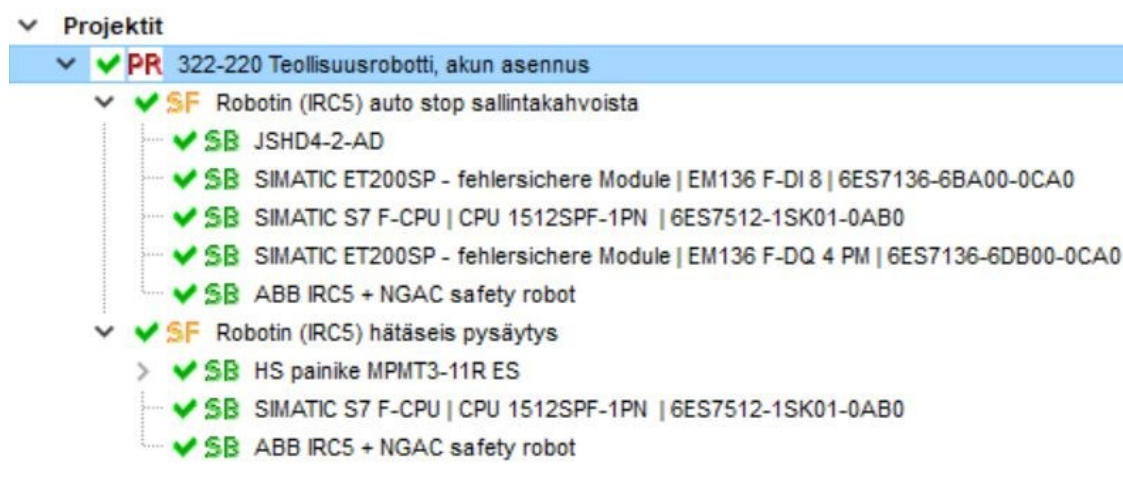 Projektit
PR 322-220 Teollisuusrobotti, akun asennus
SF Robotin (IRC5) auto stop sallintakahvoista
SB JSHD4-2-AD
SB SIMATIC ET200SP - fehlersichere Module | EM136 F-DI 8 | 6ES7136-6BA00-0CA0
SB SIMATIC S7 F-CPU | CPU 1512SPF-1PN | 6ES7512-1SK01-0AB0
SB SIMATIC ET200SP - fehlersichere Module | EM136 F-DQ 4 PM | 6ES7136-6DB00-0CA0
SB ABB IRC5 + NGAC safety robot
SF Robotin (IRC5) hätäseis pysäytys
SB HS painike MPMT3-11R ES
SB SIMATIC S7 F-CPU | CPU 1512SPF-1PN | 6ES7512-1SK01-0AB0
SB ABB IRC5 + NGAC safety robot